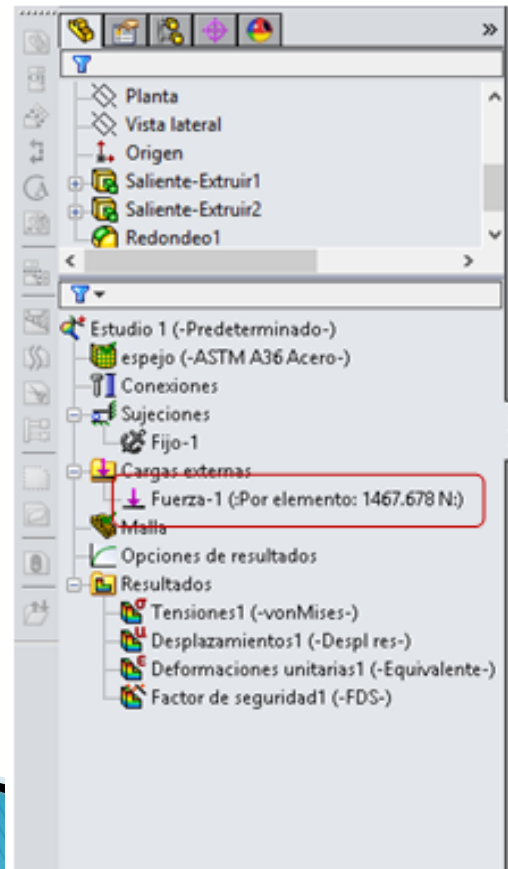 Planta
Vista lateral
Origen
Saliente-Extruir1
Saliente-Extruir2
Redondeo1
Estudio 1 (-Predeterminado-)
espejo (-ASTM A36 Acero-)
Conexiones
Sujeciones
Fijo-1
Cargas externas
Fuerza-1 (:Por elemento: 1467.678 N:)
Malla
Opciones de resultados
Resultados
Tensiones1 (-vonMises-)
Desplazamientos1 (-Despl res-)
Deformaciones unitarias1 (-Equivalente-)
Factor de seguridad1 (-FDS-)